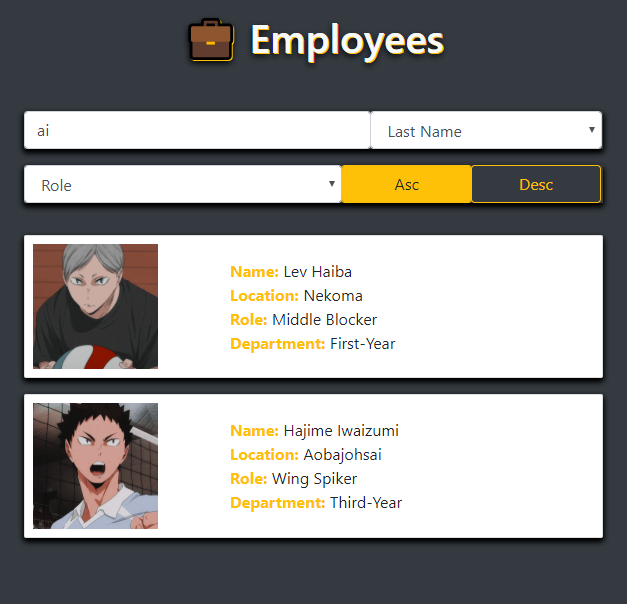 Employees
ai
Last Name
Role
Asc
Desc
Name: Lev Haiba
Location: Nekoma
Role: Middle Blocker
Department: First-Year
Name: Hajime Iwaizumi
Location: Aobajohsai
Role: Wing Spiker
Department: Third-Year